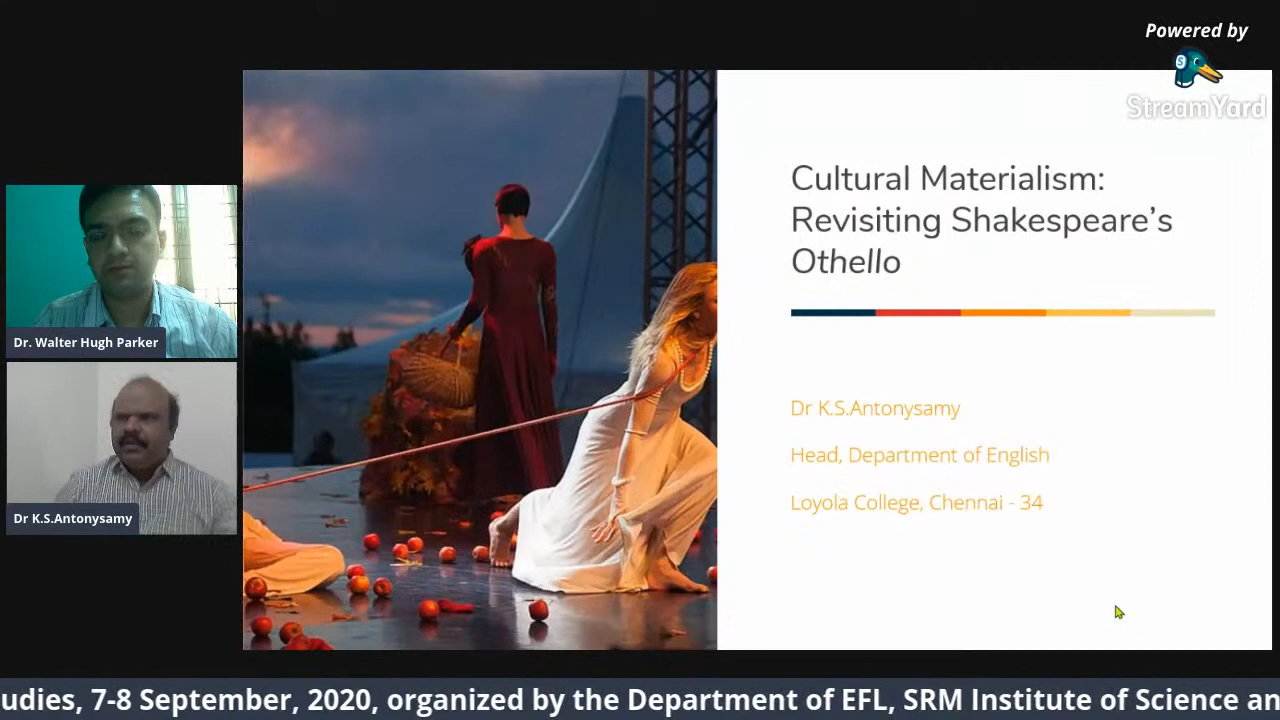 Powered by
StreamYard
Cultural Materialism:
Revisiting Shakespeare's
Othello
Dr K.S.Antonysamy
Head, Department of English
Loyola College, Chennai - 34
Dr. Walter Hugh Parker
Dr K.S.Antonysamy
udies, 7-8 September, 2020, organized by the Department of EFL, SRM Institute of Science an